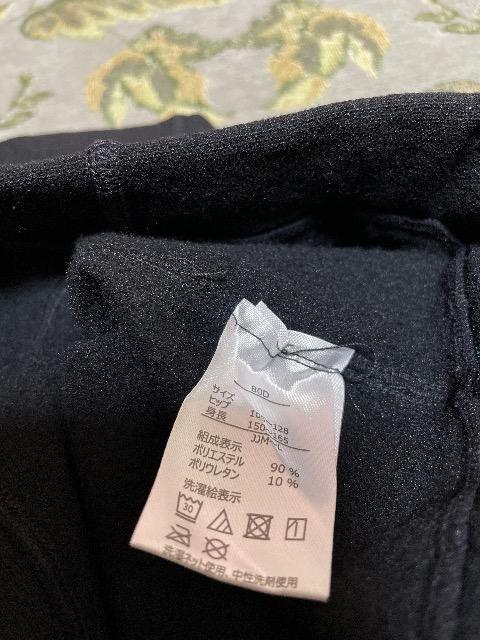 80D
サイズ
ヒップ
身長 150-165
組成表示
ポリエステル 90 %
ポリウレタン 10 %
洗濯絵表示
30
洗濯ネット使用、中性洗剤使用